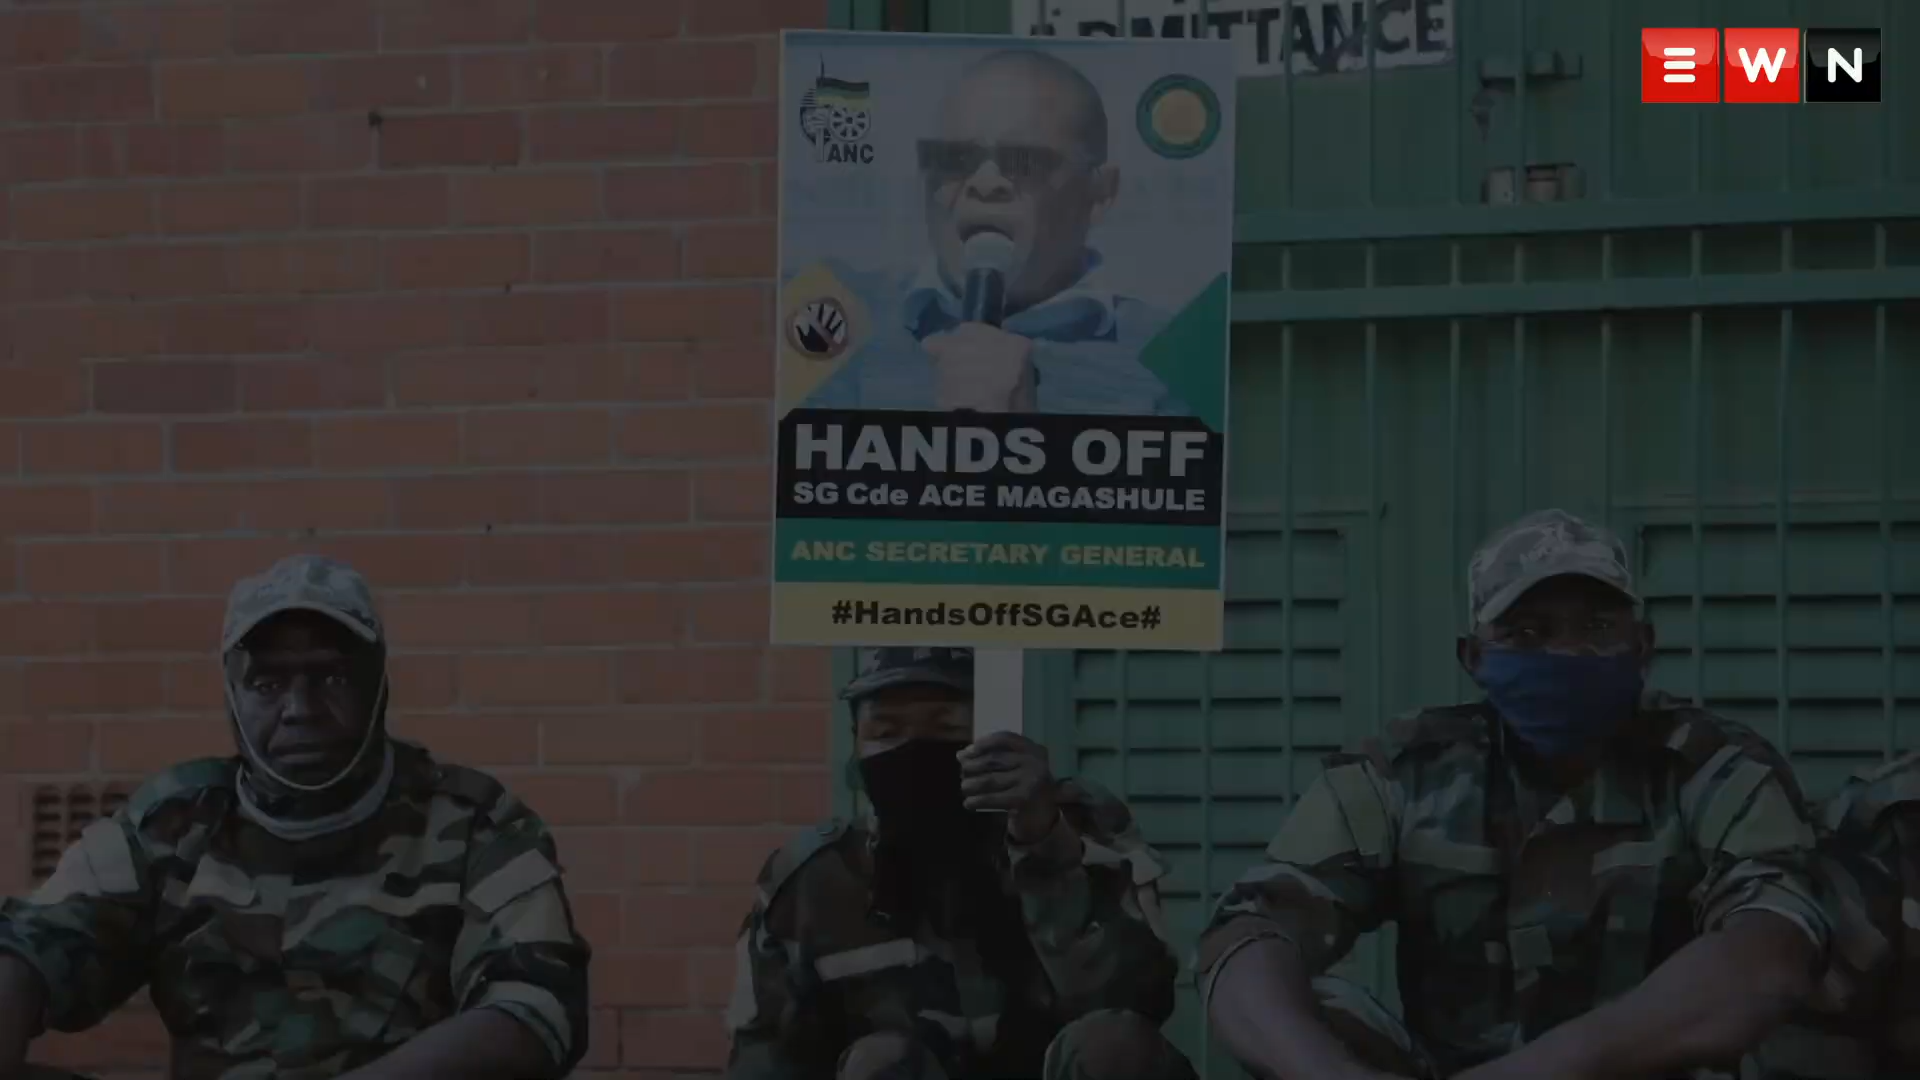 ADMITTANCE
EWN
ANC
HANDS OFF
SG Cde ACE MAGASHULE
ANC SECRETARY GENERAL
#HandsOffSGAce#